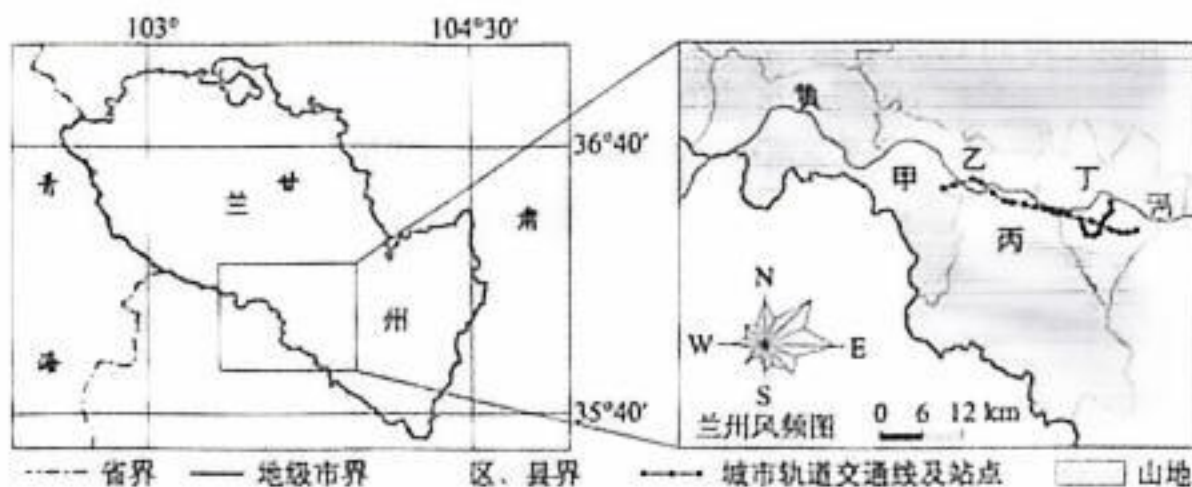 103° 104°30′
36°40′
青 兰 甘 肃
海 州
35°40′
黄 甲 乙 丁 河
丙
N
W E
S
兰州风频图 0 6 12 km
省界 地级市界 区、县界 城市轨道交通线及站点 山地